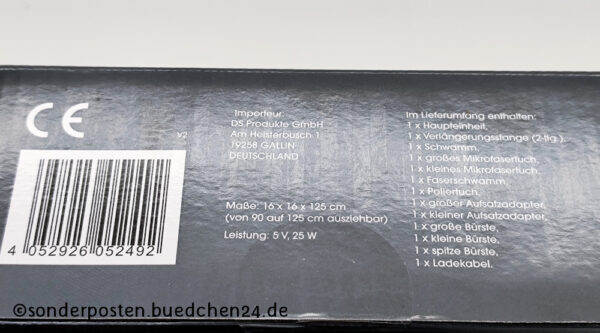 CE
V2
4 052926 052492
Importeur:
DS Produkte GmbH
Am Heisterbusch 1
19258 GALLIN
DEUTSCHLAND
Maße: 16 x 16 x 125 cm
(von 90 auf 125 cm ausziehbar)
Leistung: 5 V, 25 W
Im Lieferumfang enthalten:
1 x Haupteinheit,
1 x Verlängerungsstange (2-tlg.),
1 x Schwamm,
1 x großes Mikrofasertuch,
1 x kleines Mikrofasertuch,
1 x Faserschwamm,
1 x Poliertuch,
1 x großer Aufsatzadapter,
1 x kleiner Aufsatzadapter,
1 x große Bürste,
1 x kleine Bürste,
1 x spitze Bürste,
1 x Ladekabel.
©sonderposten.buedchen24.de